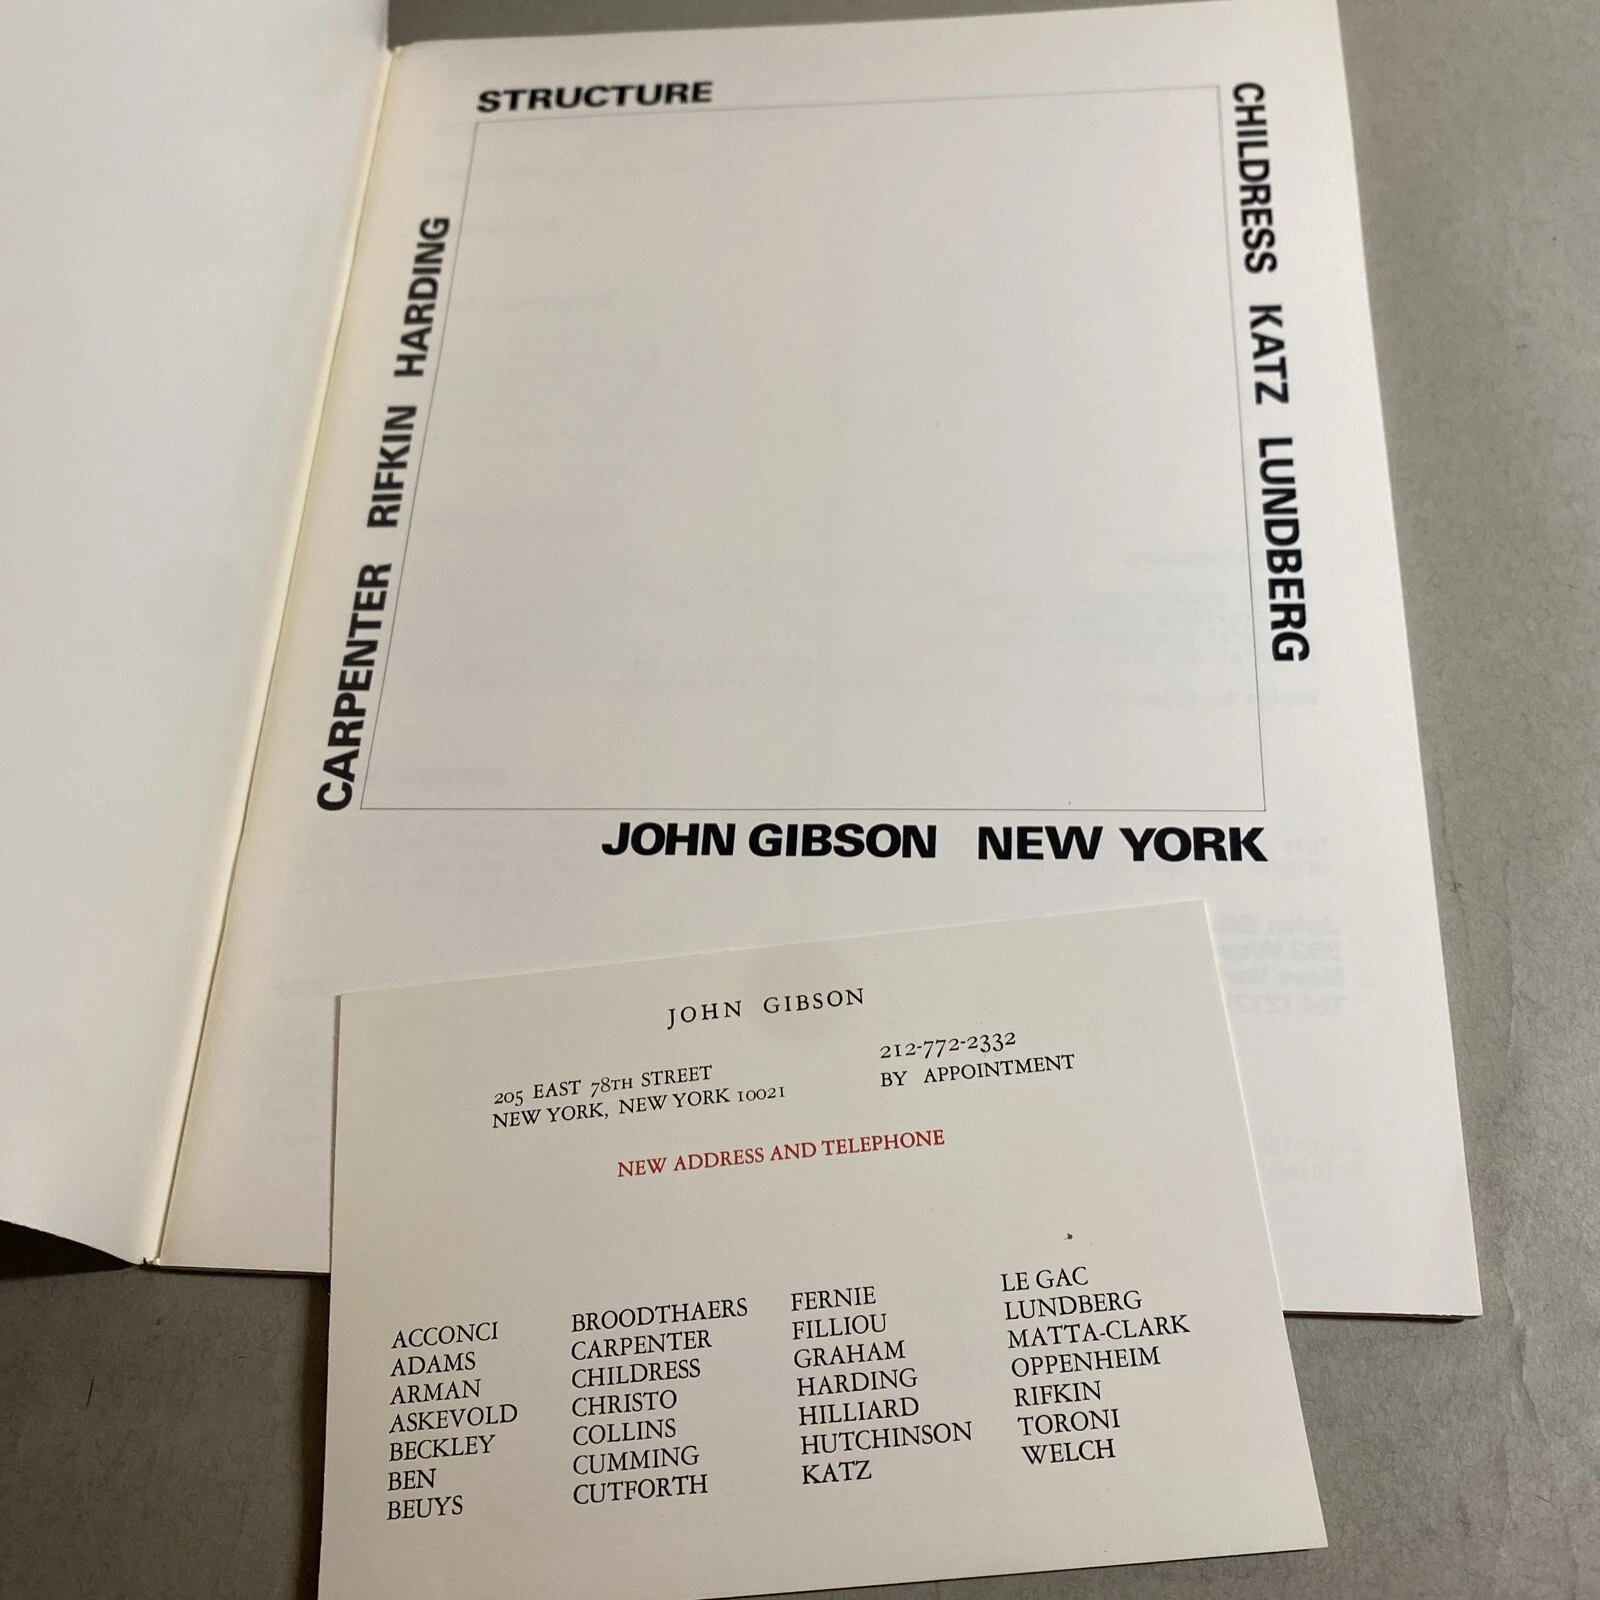 STRUCTURE
CHILDRESS KATZ LUNDBERG
CARPENTER RIFKIN HARDING
JOHN GIBSON NEW YORK
JOHN GIBSON
205 EAST 78TH STREET
NEW YORK, NEW YORK 10021
212-772-2332
BY APPOINTMENT
NEW ADDRESS AND TELEPHONE
ACCONCI
ADAMS
ARMAN
ASKEVOLD
BECKLEY
BEN
BEUYS
BROODTHAERS
CARPENTER
CHILDRESS
CHRISTO
COLLINS
CUMMING
CUTFORTH
FERNIE
FILLIOU
GRAHAM
HARDING
HILLIARD
HUTCHINSON
KATZ
LE GAC
LUNDBERG
MATTA-CLARK
OPPENHEIM
RIFKIN
TORONI
WELCH